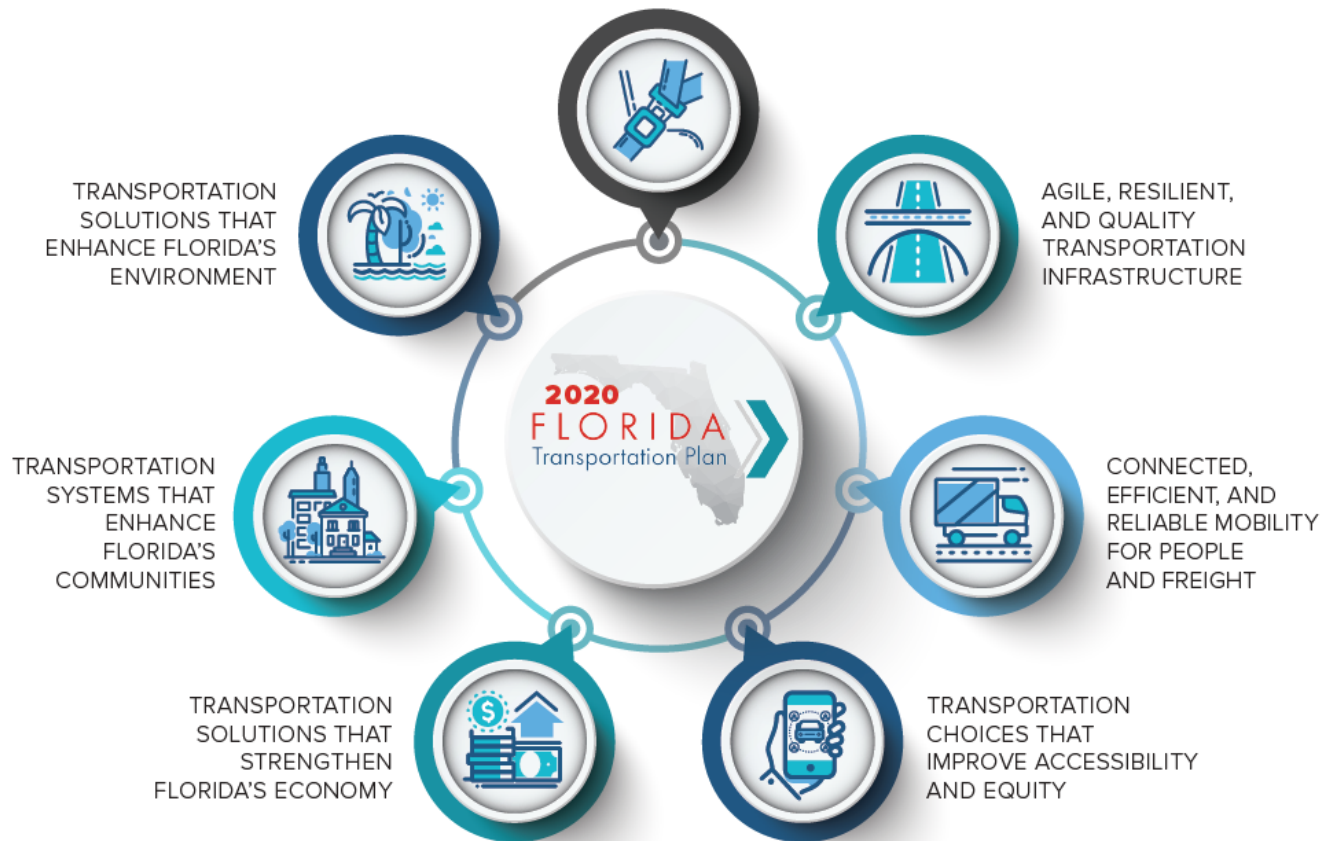 TRANSPORTATION
SOLUTIONS THAT
ENHANCE FLORIDA'S
ENVIRONMENT
AGILE, RESILIENT,
AND QUALITY
TRANSPORTATION
INFRASTRUCTURE
2020
FLORIDA
Transportation Plan
TRANSPORTATION
SYSTEMS THAT
ENHANCE
FLORIDA'S
COMMUNITIES
CONNECTED,
EFFICIENT, AND
RELIABLE MOBILITY
FOR PEOPLE
AND FREIGHT
TRANSPORTATION
SOLUTIONS THAT
STRENGTHEN
FLORIDA'S ECONOMY
$
TRANSPORTATION
CHOICES THAT
IMPROVE ACCESSIBILITY
AND EQUITY